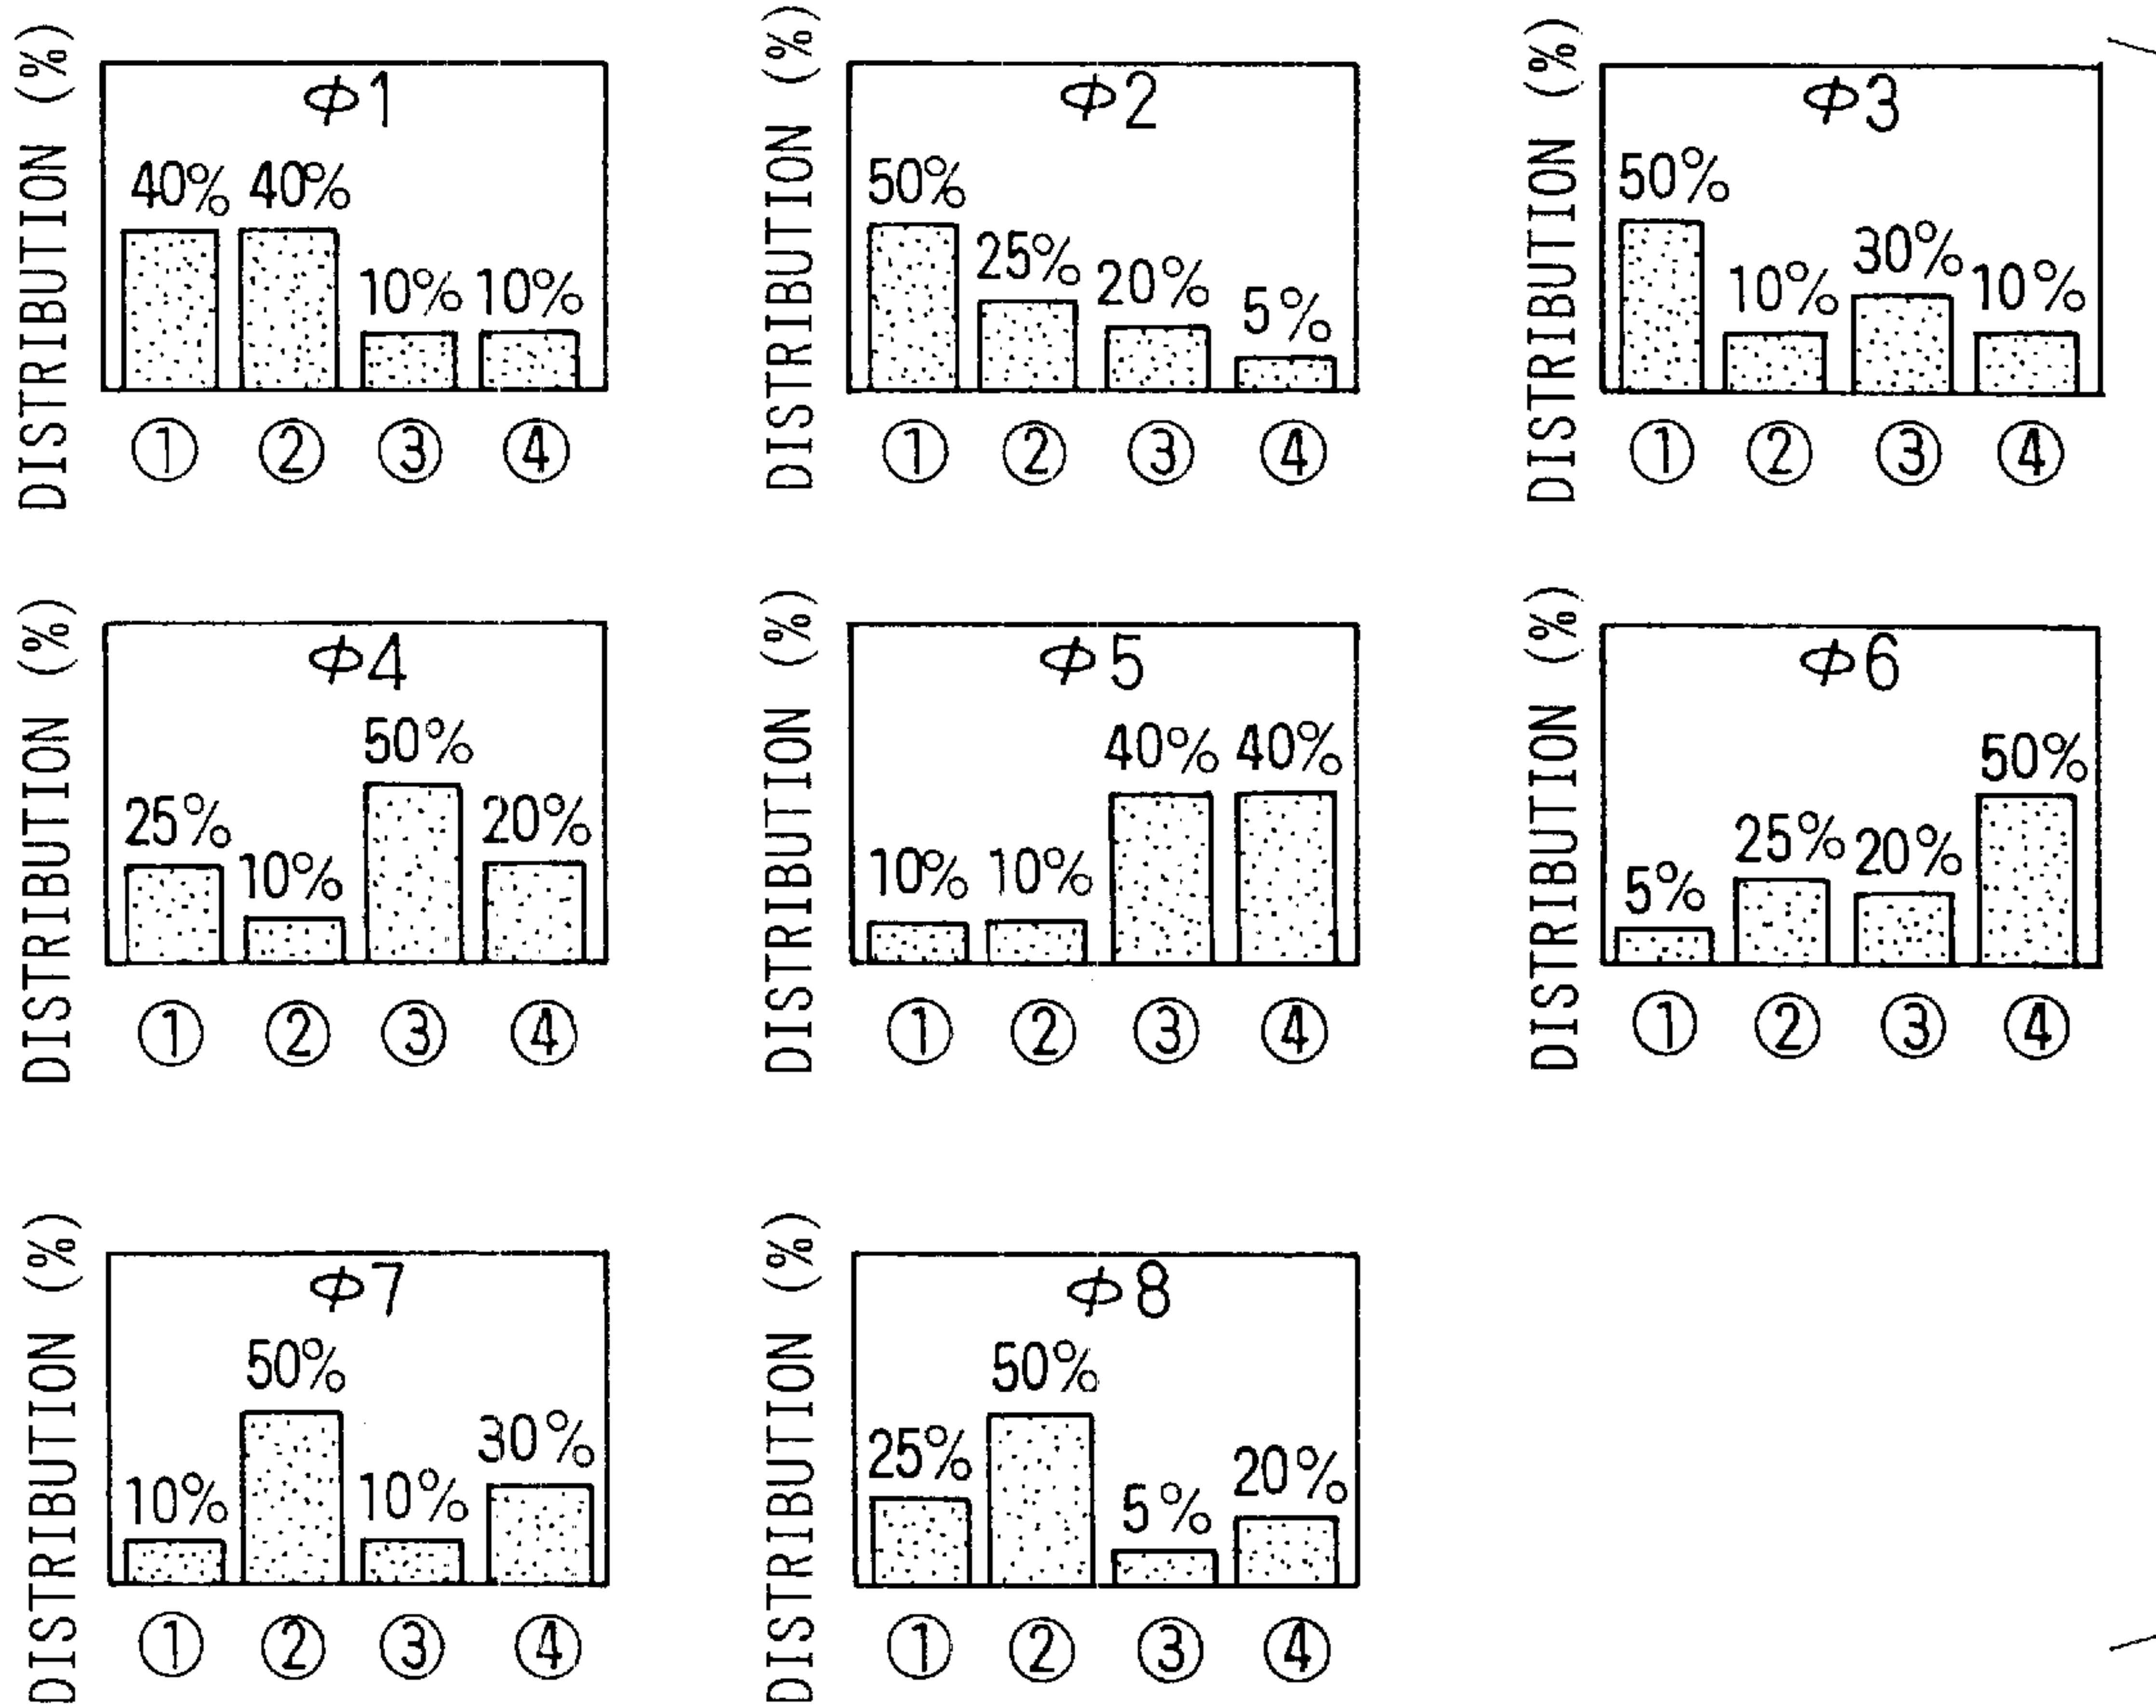 DISTRIBUTION (%)
Φ1
40% 40% 10% 10%
① ② ③ ④
DISTRIBUTION (%)
Φ2
50% 25% 20% 5%
① ② ③ ④
DISTRIBUTION (%)
Φ3
50% 10% 30% 10%
① ② ③ ④
DISTRIBUTION (%)
Φ4
25% 10% 50% 20%
① ② ③ ④
DISTRIBUTION (%)
Φ5
10% 10% 40% 40%
① ② ③ ④
DISTRIBUTION (%)
Φ6
5% 25% 20% 50%
① ② ③ ④
DISTRIBUTION (%)
Φ7
10% 50% 10% 30%
① ② ③ ④
DISTRIBUTION (%)
Φ8
25% 50% 5% 20%
① ② ③ ④